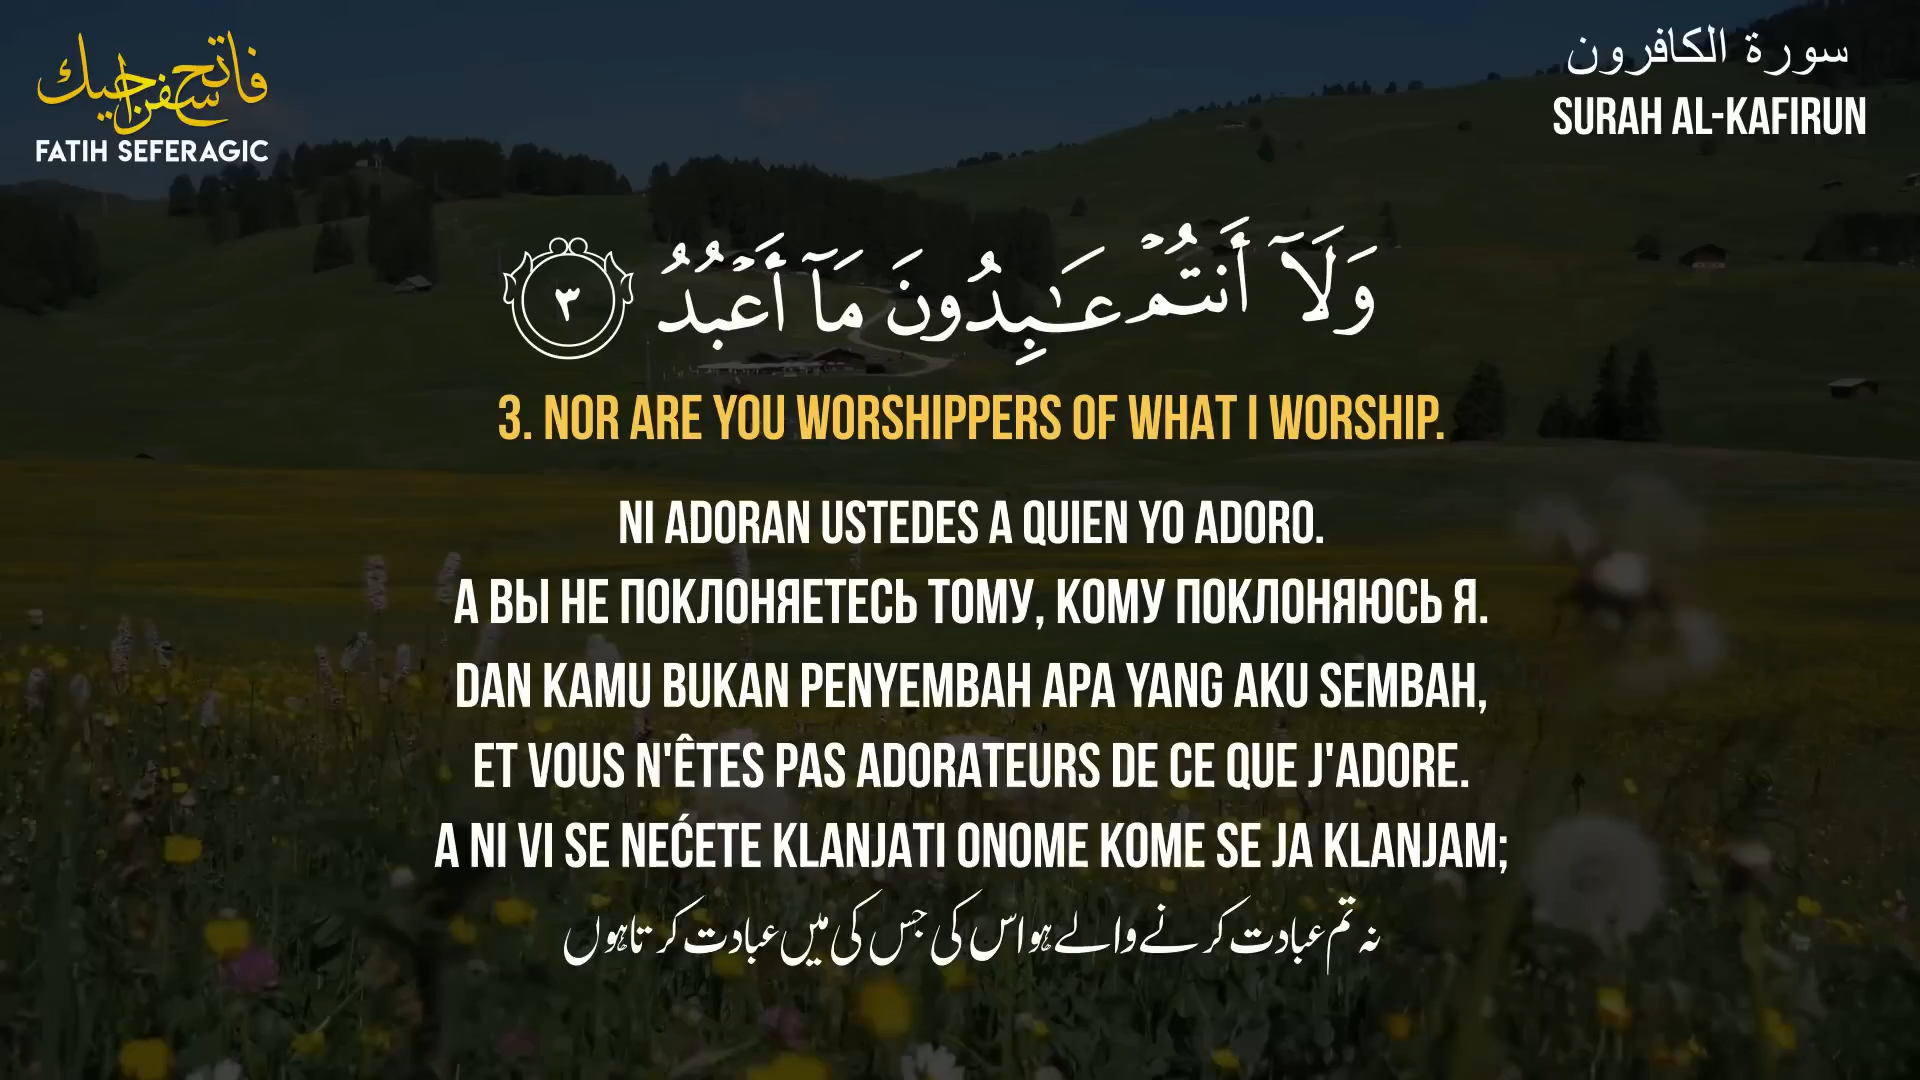 فاتح سفراجيك
FATIH SEFERAGIC
سورة الكافرون
SURAH AL-KAFIRUN
وَلَآ أَنتُمۡ عَٰبِدُونَ مَآ أَعۡبُدُ ٣
3. NOR ARE YOU WORSHIPPERS OF WHAT I WORSHIP.
NI ADORAN USTEDES A QUIEN YO ADORO.
А ВЫ НЕ ПОКЛОНЯЕТЕСЬ ТОМУ, КОМУ ПОКЛОНЯЮСЬ Я.
DAN KAMU BUKAN PENYEMBAH APA YANG AKU SEMBAH,
ET VOUS N'ÊTES PAS ADORATEURS DE CE QUE J'ADORE.
A NI VI SE NEĆETE KLANJATI ONOME KOME SE JA KLANJAM;
نہ تم عبادت کرنے والے ہو اس کی جس کی میں عبادت کرتا ہوں